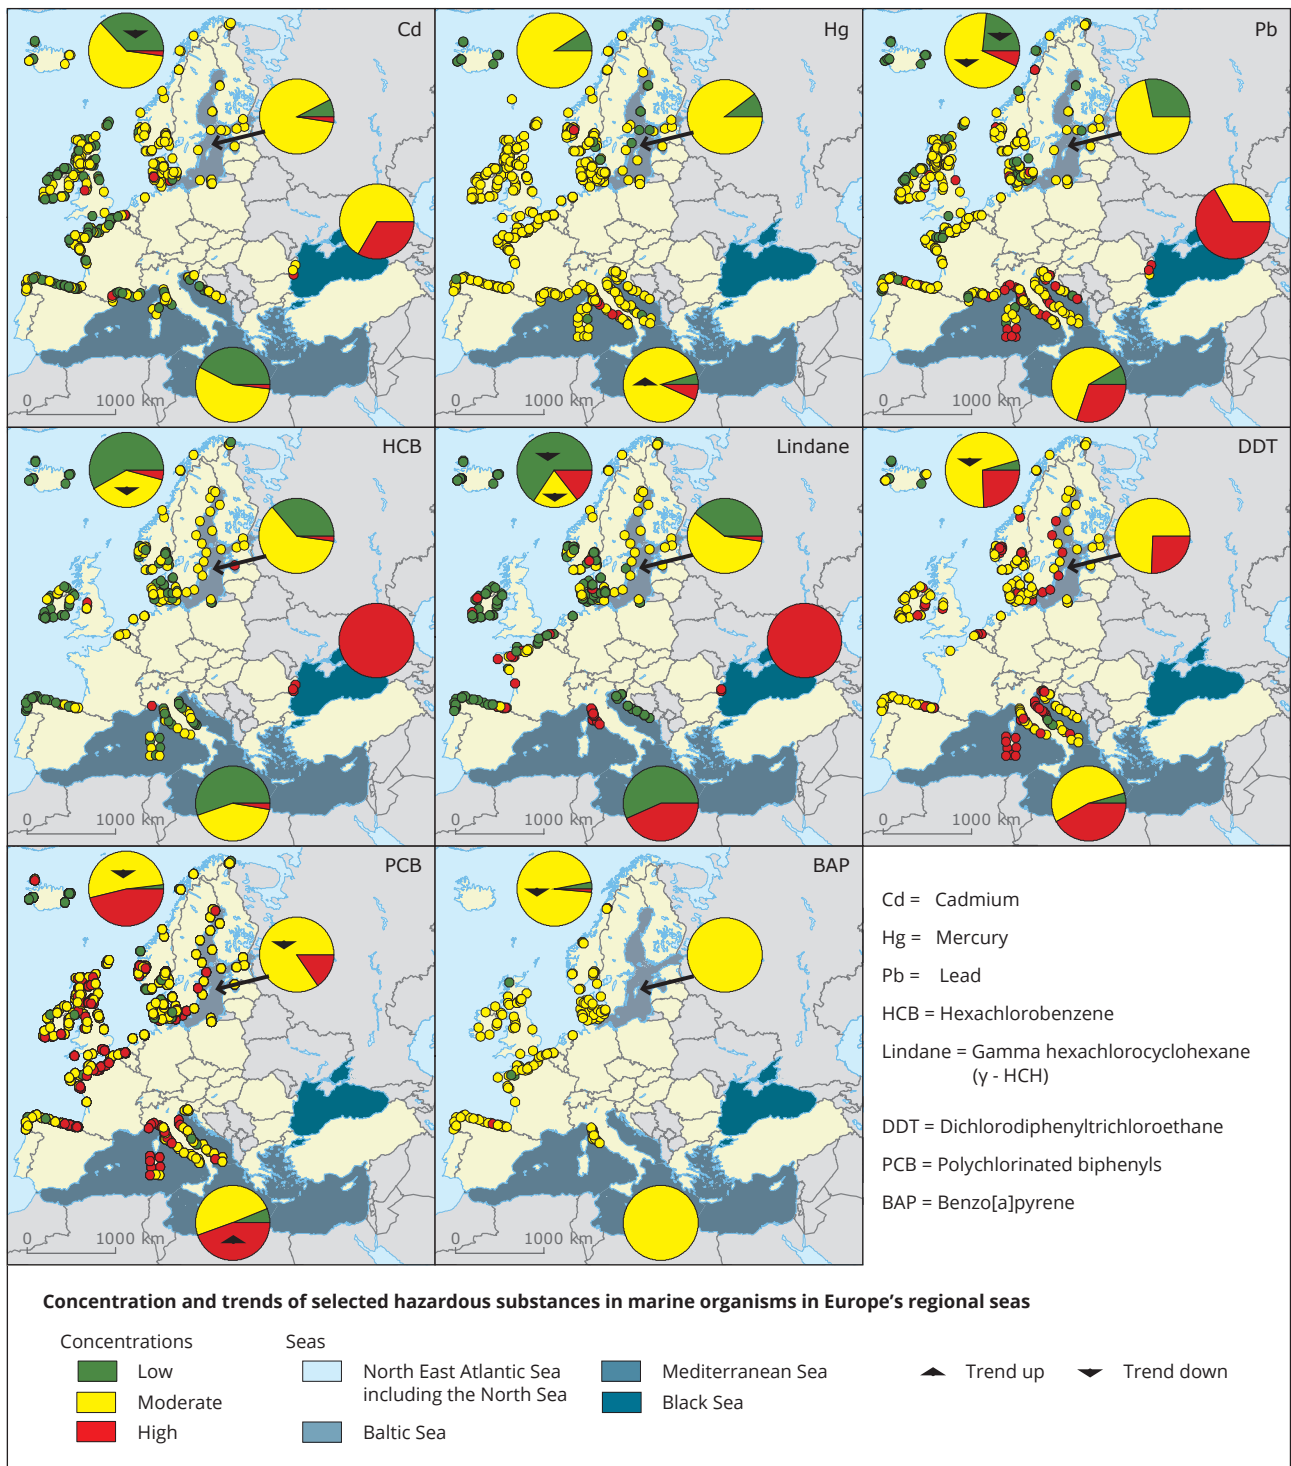 Cd
0 1000 km
Hg
0 1000 km
Pb
0 1000 km
HCB
0 1000 km
Lindane
0 1000 km
DDT
0 1000 km
PCB
0 1000 km
BAP
0 1000 km
Cd = Cadmium
Hg = Mercury
Pb = Lead
HCB = Hexachlorobenzene
Lindane = Gamma hexachlorocyclohexane
(γ - HCH)
DDT = Dichlorodiphenyltrichloroethane
PCB = Polychlorinated biphenyls
BAP = Benzo[a]pyrene
Concentration and trends of selected hazardous substances in marine organisms in Europe’s regional seas
Concentrations
Low
Moderate
High
Seas
North East Atlantic Sea
including the North Sea
Baltic Sea
Mediterranean Sea
Black Sea
Trend up
Trend down